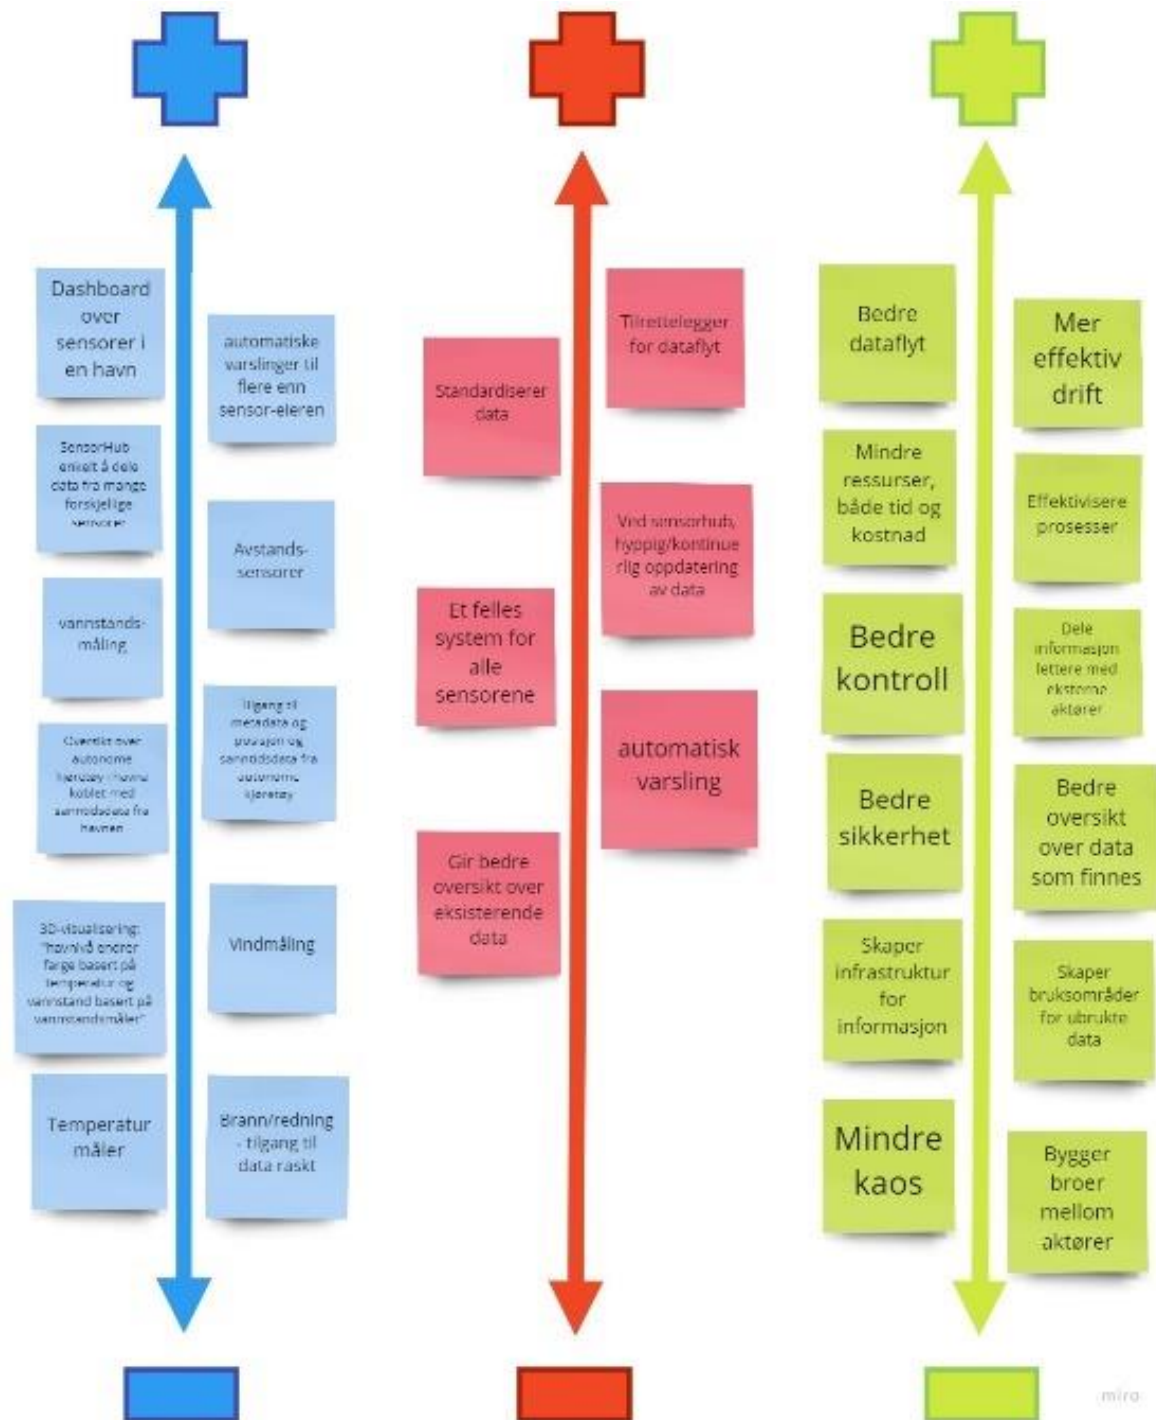 Dashboard
over
sensorer i
en havn
automatiske
varslinger til
flere enn
sensor-eieren
SensorHub
enkelt å dele
data fra mange
forskjellige
sensorer
Avstands-
sensorer
vannstands-
måling
Tilgang til
metadata og
posisjon og
sanntidsdata fra
autonome
kjøretøy
Oversikt over
autonome
kjøretøy i havna
koblet med
sanntidsdata fra
havnen
3D-visualisering:
"havnivå endrer
farge basert på
temperatur og
vannstand basert på
vannstandsmåler"
Vindmåling
Temperatur
måler
Brann/redning
- tilgang til
data raskt
Tilrettelegger
for dataflyt
Standardiserer
data
Ved sensorhub,
hyppig/kontinue
rlig oppdatering
av data
Et felles
system for
alle
sensorene
automatisk
varsling
Gir bedre
oversikt over
eksisterende
data
Bedre
dataflyt
Mer
effektiv
drift
Mindre
ressurser,
både tid og
kostnad
Effektivisere
prosesser
Bedre
kontroll
Dele
informasjon
lettere med
eksterne
aktører
Bedre
sikkerhet
Bedre
oversikt
over data
som finnes
Skaper
infrastruktur
for
informasjon
Skaper
bruksområder
for ubrukte
data
Mindre
kaos
Bygger
broer
mellom
aktører
miro